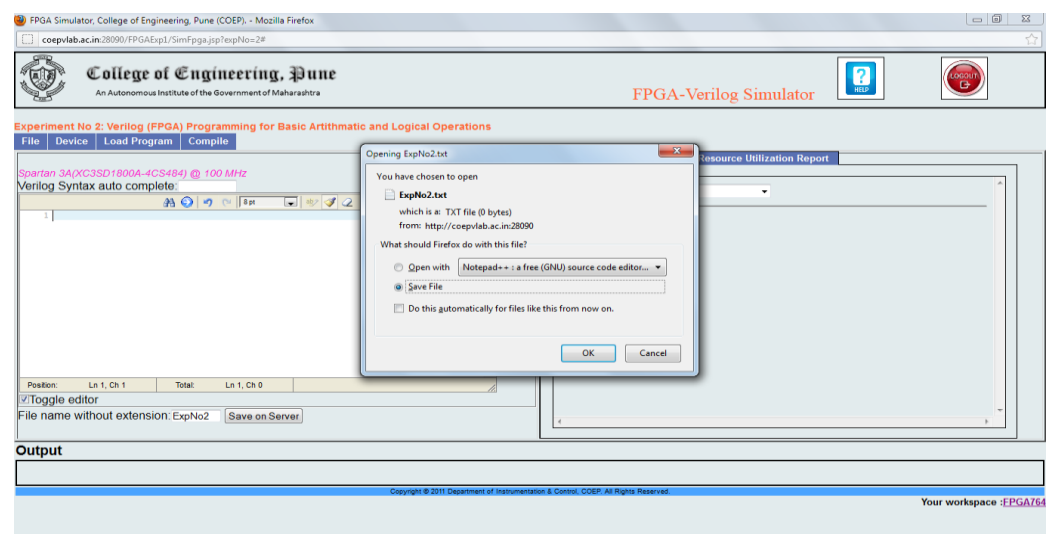 FPGA Simulator, College of Engineering, Pune (COEP). - Mozilla Firefox
coepvlab.ac.in:28090/FPGAExp1/SimFpga.jsp?expNo=2#
College of Engineering, Pune
An Autonomous Institute of the Government of Maharashtra
FPGA-Verilog Simulator
HELP
LOGOUT
Experiment No 2: Verilog (FPGA) Programming for Basic Artithmatic and Logical Operations
File Device Load Program Compile
Resource Utilization Report
Spartan 3A(XC3SD1800A-4CS484) @ 100 MHz
Verilog Syntax auto complete:
8 pt
1
Opening ExpNo2.txt
You have chosen to open
ExpNo2.txt
which is a: TXT file (0 bytes)
from: http://coepvlab.ac.in:28090
What should Firefox do with this file?
Open with Notepad++ : a free (GNU) source code editor...
Save File
Do this automatically for files like this from now on.
OK Cancel
Position: Ln 1, Ch 1 Total: Ln 1, Ch 0
Toggle editor
File name without extension: ExpNo2 Save on Server
Output
Copyright © 2011 Department of Instrumentation & Control, COEP. All Rights Reserved.
Your workspace :FPGA764